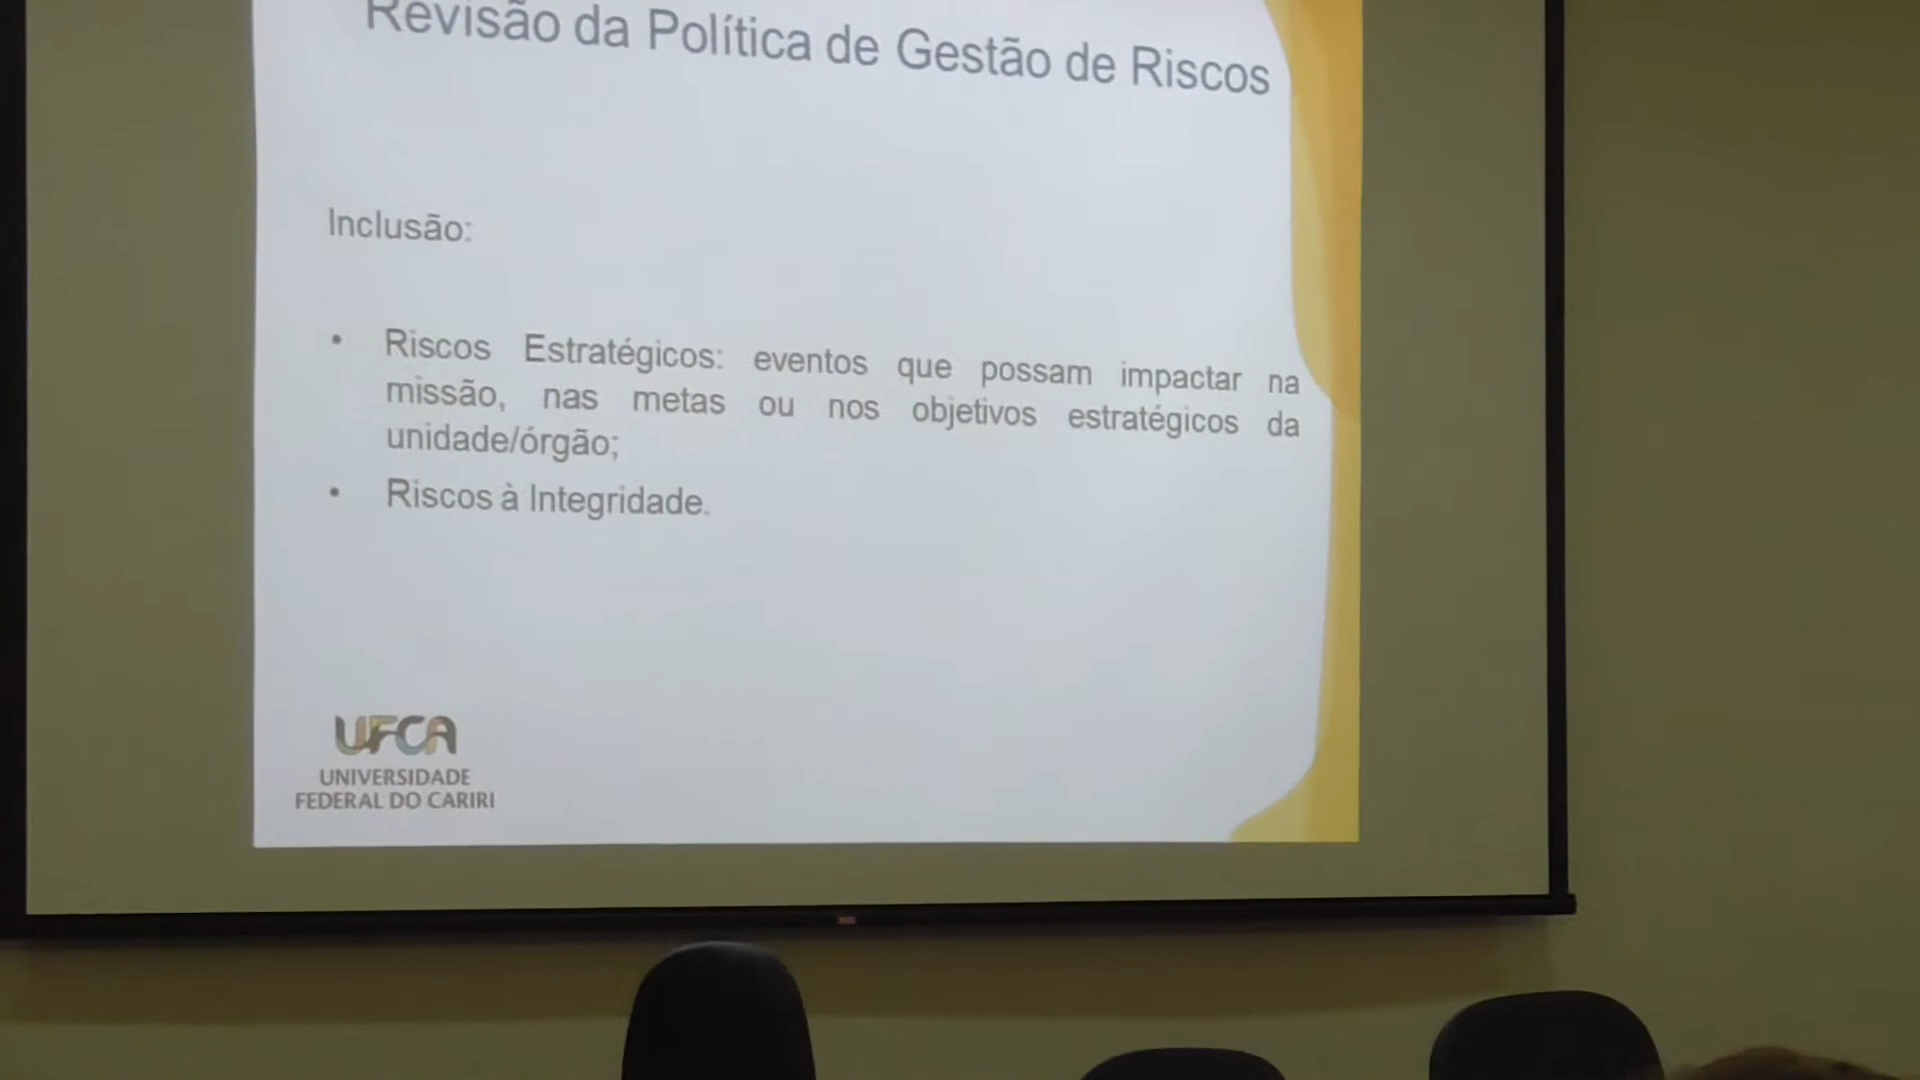 Revisão da Política de Gestão de Riscos
Inclusão:
• Riscos Estratégicos: eventos que possam impactar na
missão, nas metas ou nos objetivos estratégicos da
unidade/órgão;
• Riscos à Integridade.
UFCA
UNIVERSIDADE
FEDERAL DO CARIRI